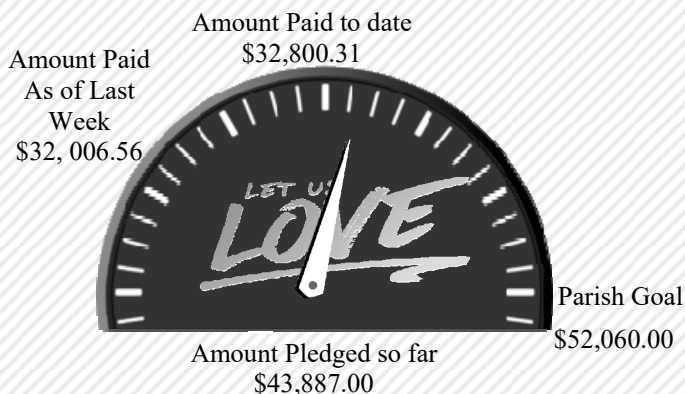 Amount Paid to date
$32,800.31
Amount Paid
As of Last
Week
$32, 006.56
LET US
LOVE
Parish Goal
$52,060.00
Amount Pledged so far
$43,887.00